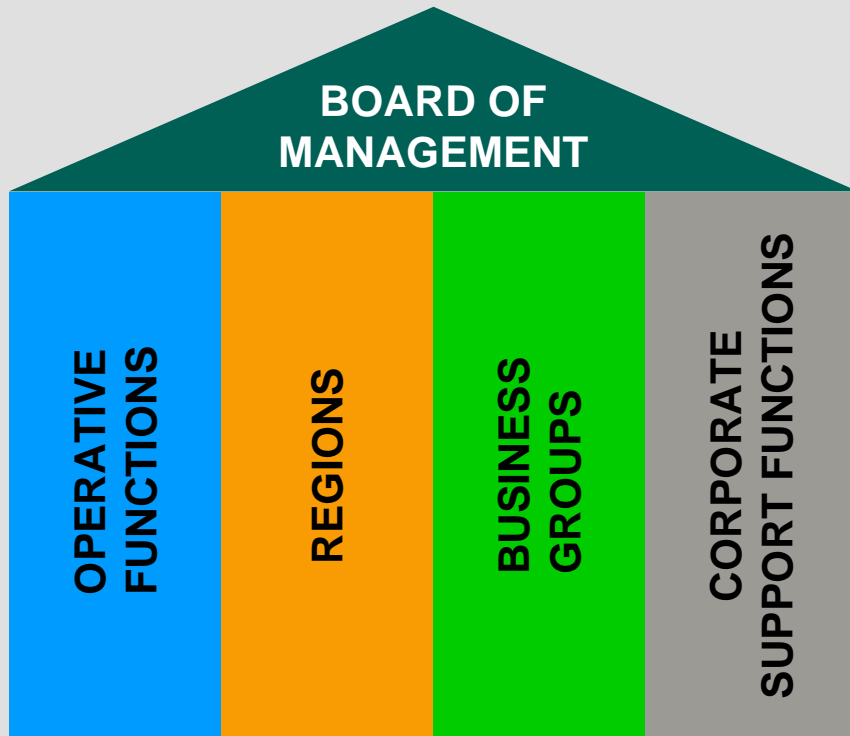 BOARD OF
MANAGEMENT
OPERATIVE
FUNCTIONS
REGIONS
BUSINESS
GROUPS
CORPORATE
SUPPORT FUNCTIONS